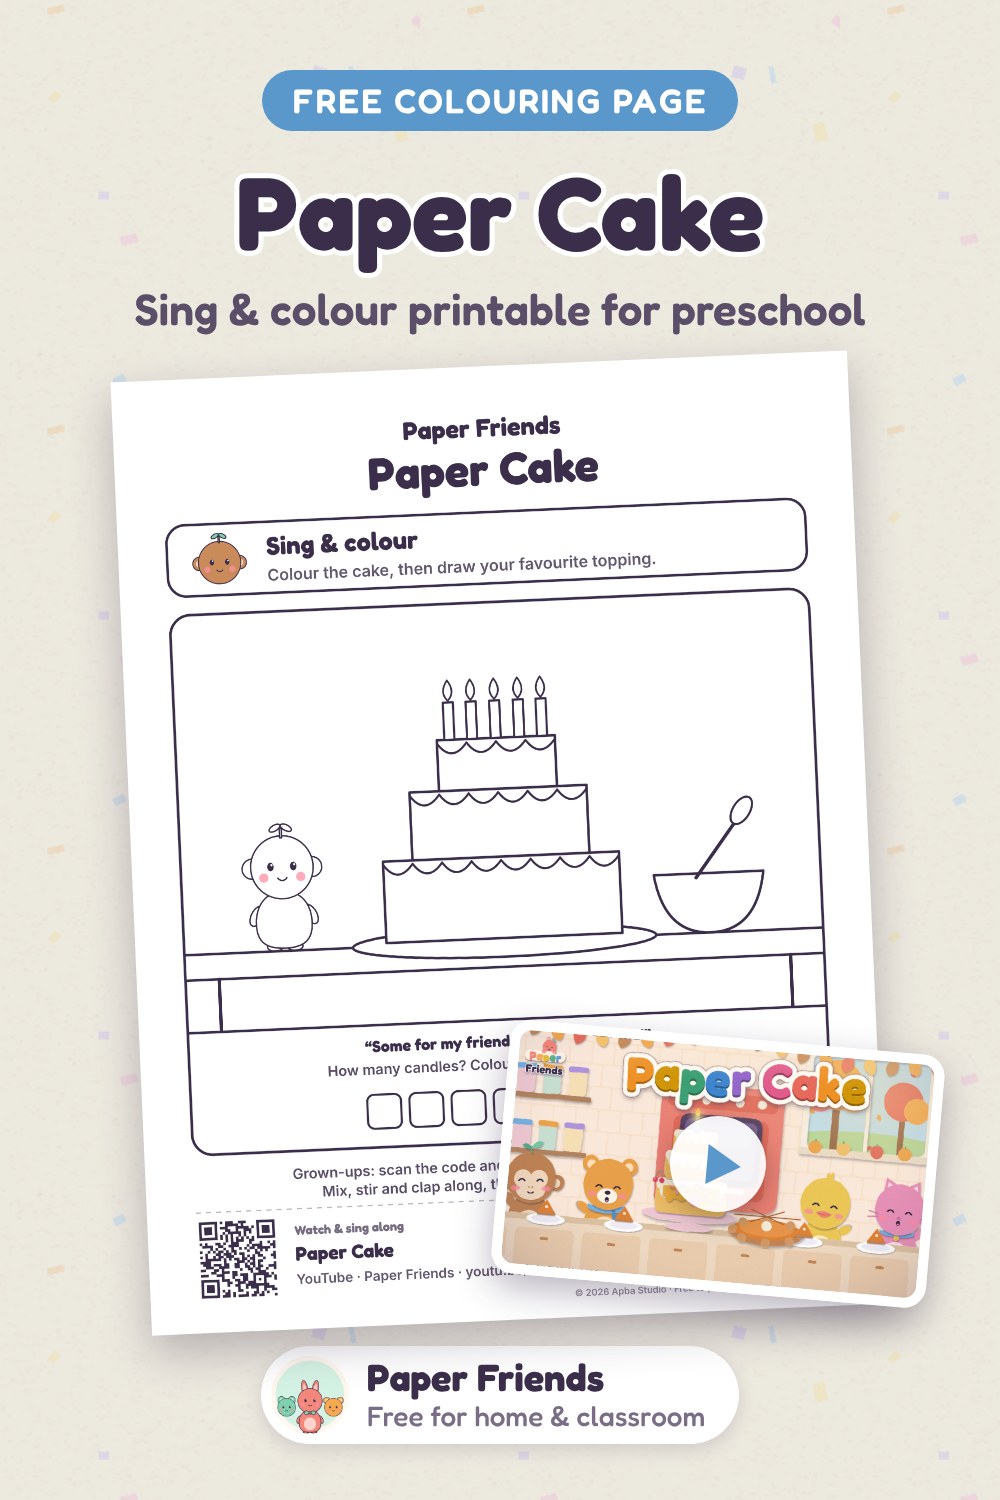 FREE COLOURING PAGE
Paper Cake
Sing & colour printable for preschool
Paper Friends
Paper Cake
Sing & colour
Colour the cake, then draw your favourite topping.
“Some for my friend
How many candles?
Grown-ups: scan the code and
Mix, stir and clap along,
Watch & sing along
Paper Cake
YouTube · Paper Friends ·
© 2026 Apba Studio ·
Paper Friends
Paper Cake
Paper Friends
Free for home & classroom